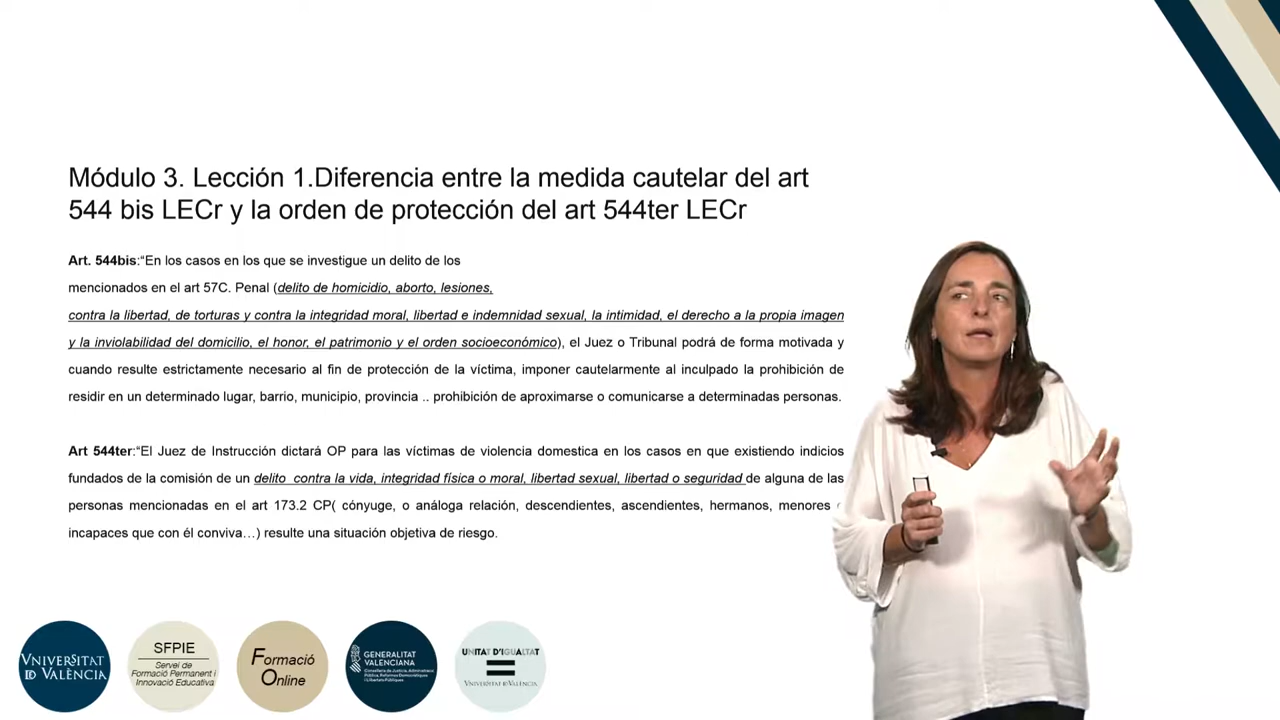 Módulo 3. Lección 1.Diferencia entre la medida cautelar del art
544 bis LECr y la orden de protección del art 544ter LECr
Art. 544bis:“En los casos en los que se investigue un delito de los
mencionados en el art 57C. Penal (delito de homicidio, aborto, lesiones,
contra la libertad, de torturas y contra la integridad moral, libertad e indemnidad sexual, la intimidad, el derecho a la propia imagen
y la inviolabilidad del domicilio, el honor, el patrimonio y el orden socioeconómico), el Juez o Tribunal podrá de forma motivada y
cuando resulte estrictamente necesario al fin de protección de la víctima, imponer cautelarmente al inculpado la prohibición de
residir en un determinado lugar, barrio, municipio, provincia .. prohibición de aproximarse o comunicarse a determinadas personas.
Art 544ter:“El Juez de Instrucción dictará OP para las víctimas de violencia domestica en los casos en que existiendo indicios
fundados de la comisión de un delito contra la vida, integridad física o moral, libertad sexual, libertad o seguridad de alguna de las
personas mencionadas en el art 173.2 CP( cónyuge, o análoga relación, descendientes, ascendientes, hermanos, menores
incapaces que con él conviva…) resulte una situación objetiva de riesgo.
VNIVERSITAT
ID VALÈNCIA
SFPIE
Servei de
Formació Permanent i
Innovació Educativa
Formació
Online
GENERALITAT
VALENCIANA
UNITAT D'IGUALTAT
VNIVERSITAT ID VALÈNCIA